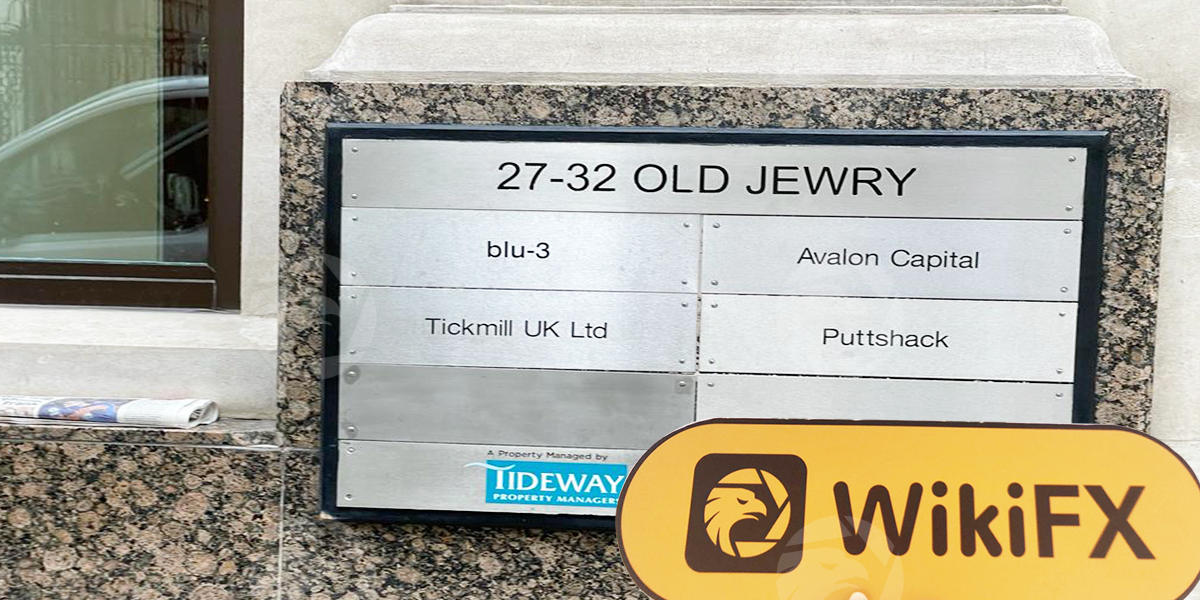 27-32 OLD JEWRY
blu-3
Avalon Capital
Tickmill UK Ltd
Puttshack
A Property Managed by
TIDEWAY
PROPERTY MANAGERS
WikiFX